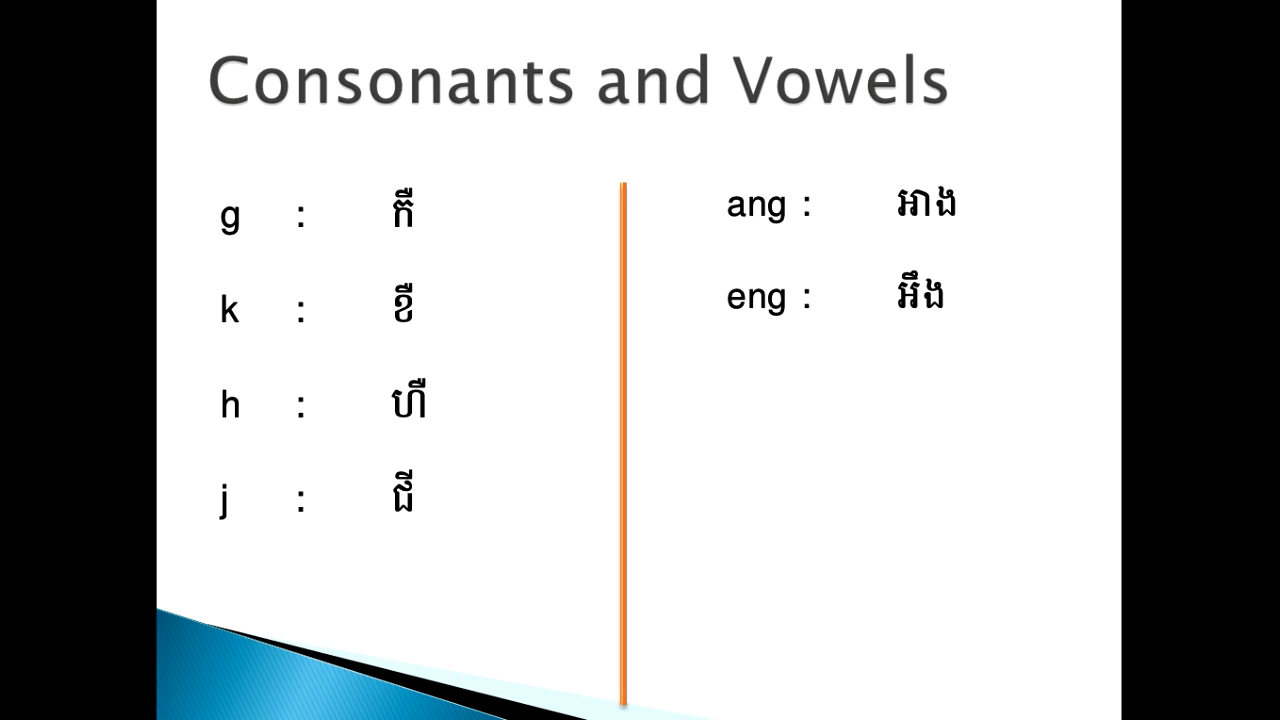 Consonants and Vowels
g : កឺ
k : ខឺ
h : ហឺ
j : ជី
ang : អាង
eng : អឹង